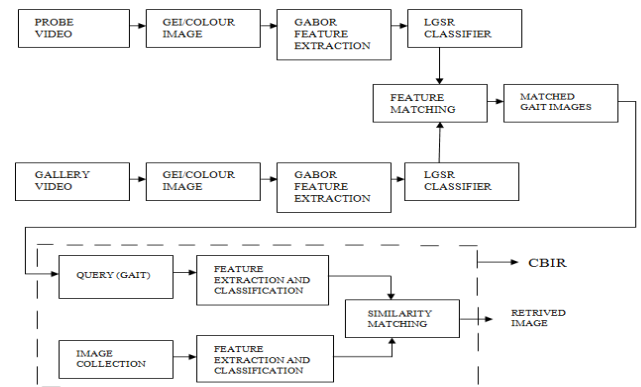 PROBE
VIDEO
GEI/COLOUR
IMAGE
GABOR
FEATURE
EXTRACTION
LGSR
CLASSIFIER
FEATURE
MATCHING
MATCHED
GAIT IMAGES
GALLERY
VIDEO
GEI/COLOUR
IMAGE
GABOR
FEATURE
EXTRACTION
LGSR
CLASSIFIER
QUERY (GAIT)
FEATURE
EXTRACTION AND
CLASSIFICATION
CBIR
SIMILARITY
MATCHING
RETRIVED
IMAGE
IMAGE
COLLECTION
FEATURE
EXTRACTION AND
CLASSIFICATION